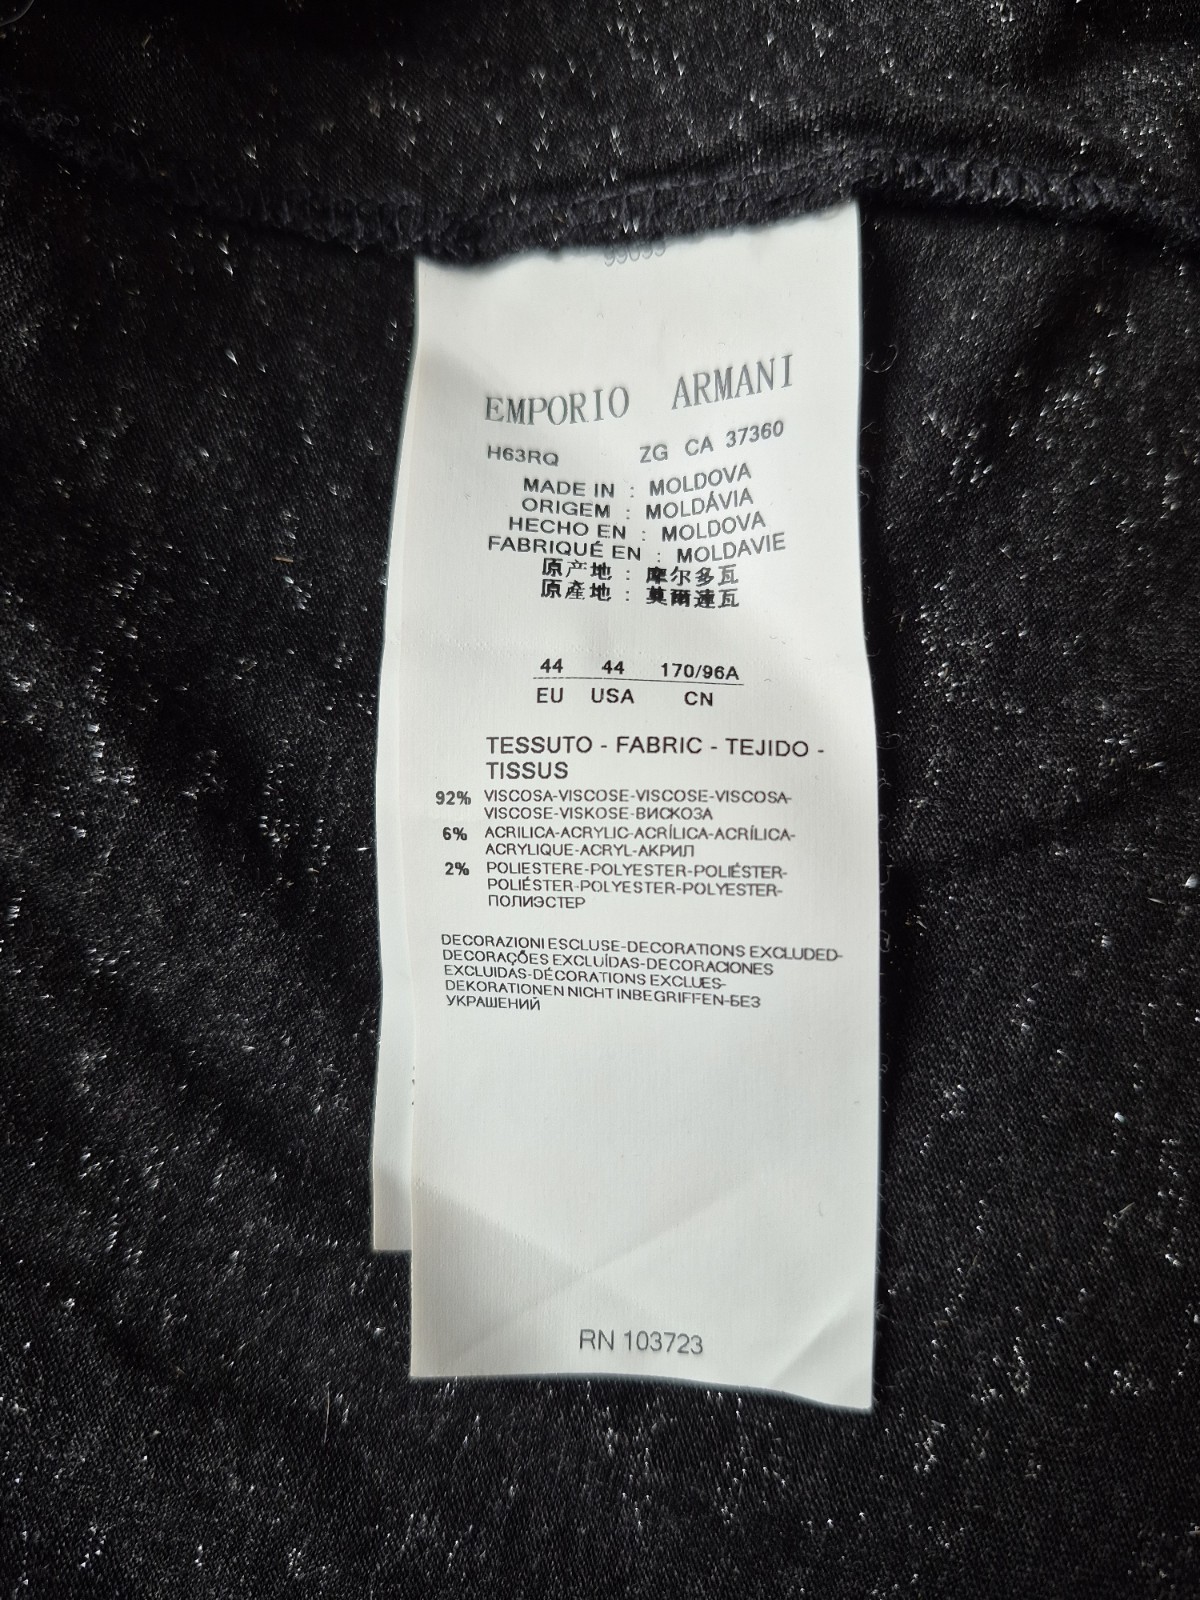 99099
EMPORIO ARMANI
H63RQ ZG CA 37360
MADE IN : MOLDOVA
ORIGEM : MOLDÁVIA
HECHO EN : MOLDOVA
FABRIQUÉ EN : MOLDAVIE
原产地 : 摩尔多瓦
原產地 : 莫爾達瓦
44 44 170/96A
EU USA CN
TESSUTO - FABRIC - TEJIDO -
TISSUS
92% VISCOSA-VISCOSE-VISCOSE-VISCOSA-
VISCOSE-VISKOSE-ВИСКОЗА
6% ACRILICA-ACRYLIC-ACRÍLICA-ACRÍLICA-
ACRYLIQUE-ACRYL-АКРИЛ
2% POLIESTERE-POLYESTER-POLIÉSTER-
POLIÉSTER-POLYESTER-POLYESTER-
ПОЛИЭСТЕР
DECORAZIONI ESCLUSE-DECORATIONS EXCLUDED-
DECORAÇÕES EXCLUÍDAS-DECORACIONES
EXCLUIDAS-DÉCORATIONS EXCLUES-
DEKORATIONEN NICHT INBEGRIFFEN-БЕЗ
УКРАШЕНИЙ
RN 103723